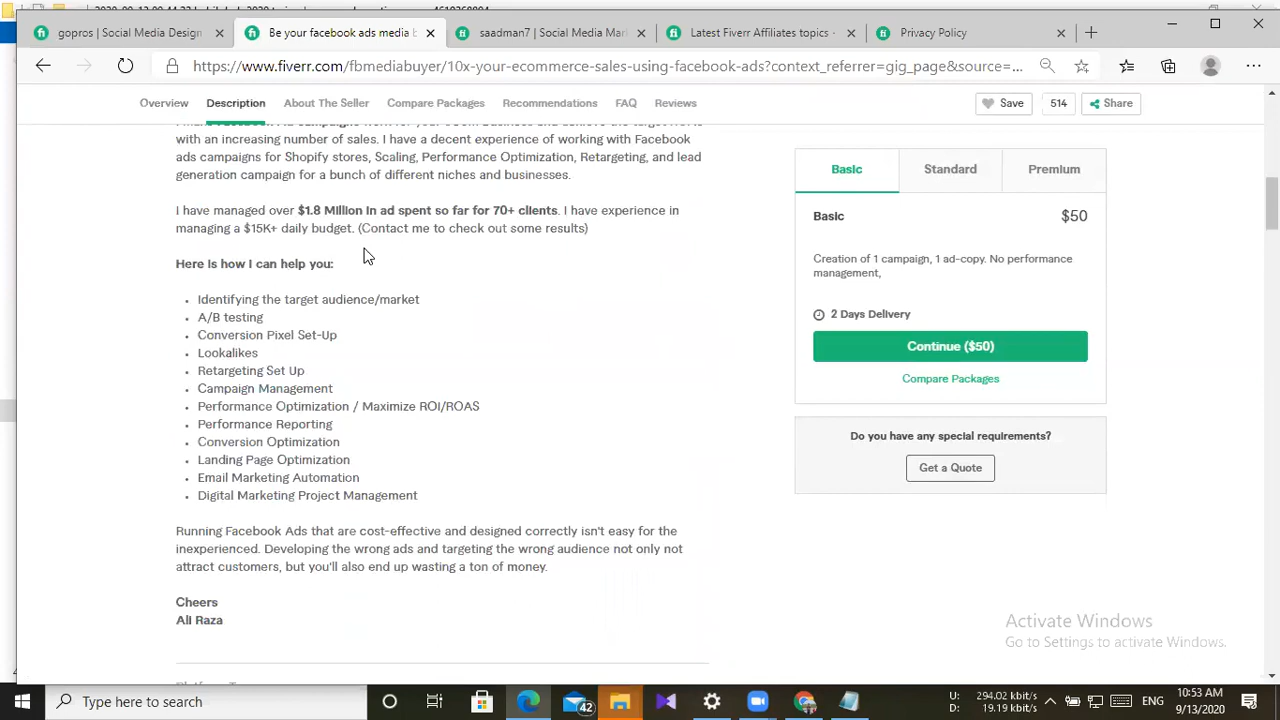 gopros | Social Media Design
Be your facebook ads media b
saadman7 | Social Media Mar
Latest Fiverr Affiliates topics -
Privacy Policy
https://www.fiverr.com/fbmediabuyer/10x-your-ecommerce-sales-using-facebook-ads?context_referrer=gig_page&source=...
Overview
Description
About The Seller
Compare Packages
Recommendations
FAQ
Reviews
Save
514
Share
with an increasing number of sales. I have a decent experience of working with Facebook
ads campaigns for Shopify stores, Scaling, Performance Optimization, Retargeting, and lead
generation campaign for a bunch of different niches and businesses.
I have managed over $1.8 Million in ad spent so far for 70+ clients. I have experience in
managing a $15K+ daily budget. (Contact me to check out some results)
Here is how I can help you:
Identifying the target audience/market
A/B testing
Conversion Pixel Set-Up
Lookalikes
Retargeting Set Up
Campaign Management
Performance Optimization / Maximize ROI/ROAS
Performance Reporting
Conversion Optimization
Landing Page Optimization
Email Marketing Automation
Digital Marketing Project Management
Running Facebook Ads that are cost-effective and designed correctly isn't easy for the
inexperienced. Developing the wrong ads and targeting the wrong audience not only not
attract customers, but you'll also end up wasting a ton of money.
Cheers
Ali Raza
Basic
Standard
Premium
Basic
$50
Creation of 1 campaign, 1 ad-copy. No performance
management,
2 Days Delivery
Continue ($50)
Compare Packages
Do you have any special requirements?
Get a Quote
Activate Windows
Go to Settings to activate Windows.
Type here to search
42
U: 294.02 kbit/s
D: 19.19 kbit/s
ENG
10:53 AM
9/13/2020